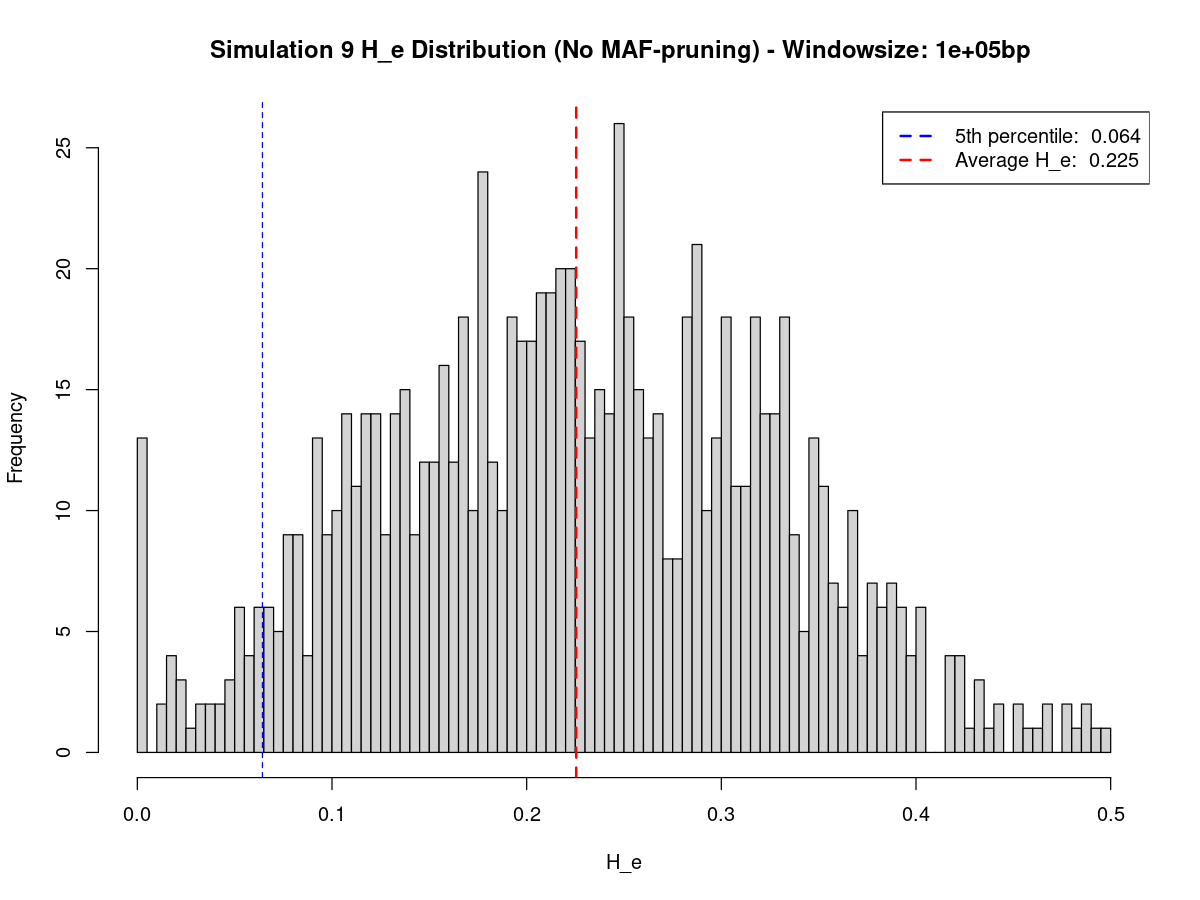 Simulation 9 H_e Distribution (No MAF-pruning) - Windowsize: 1e+05bp
5th percentile: 0.064
Average H_e: 0.225
Frequency
25
20
15
10
5
0
0.0 0.1 0.2 0.3 0.4 0.5
H_e